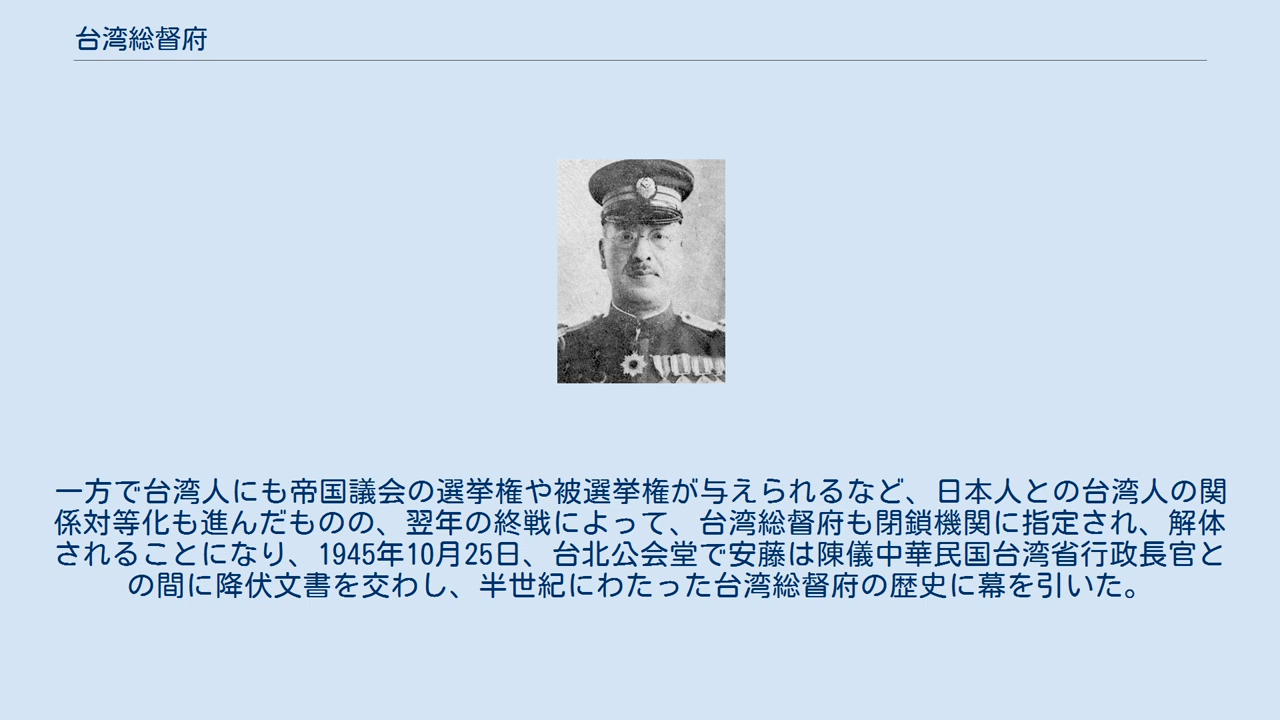 台湾総督府
一方で台湾人にも帝国議会の選挙権や被選挙権が与えられるなど、日本人との台湾人の関
係対等化も進んだものの、翌年の終戦によって、台湾総督府も閉鎖機関に指定され、解体
されることになり、1945年10月25日、台北公会堂で安藤は陳儀中華民国台湾省行政長官と
の間に降伏文書を交わし、半世紀にわたった台湾総督府の歴史に幕を引いた。